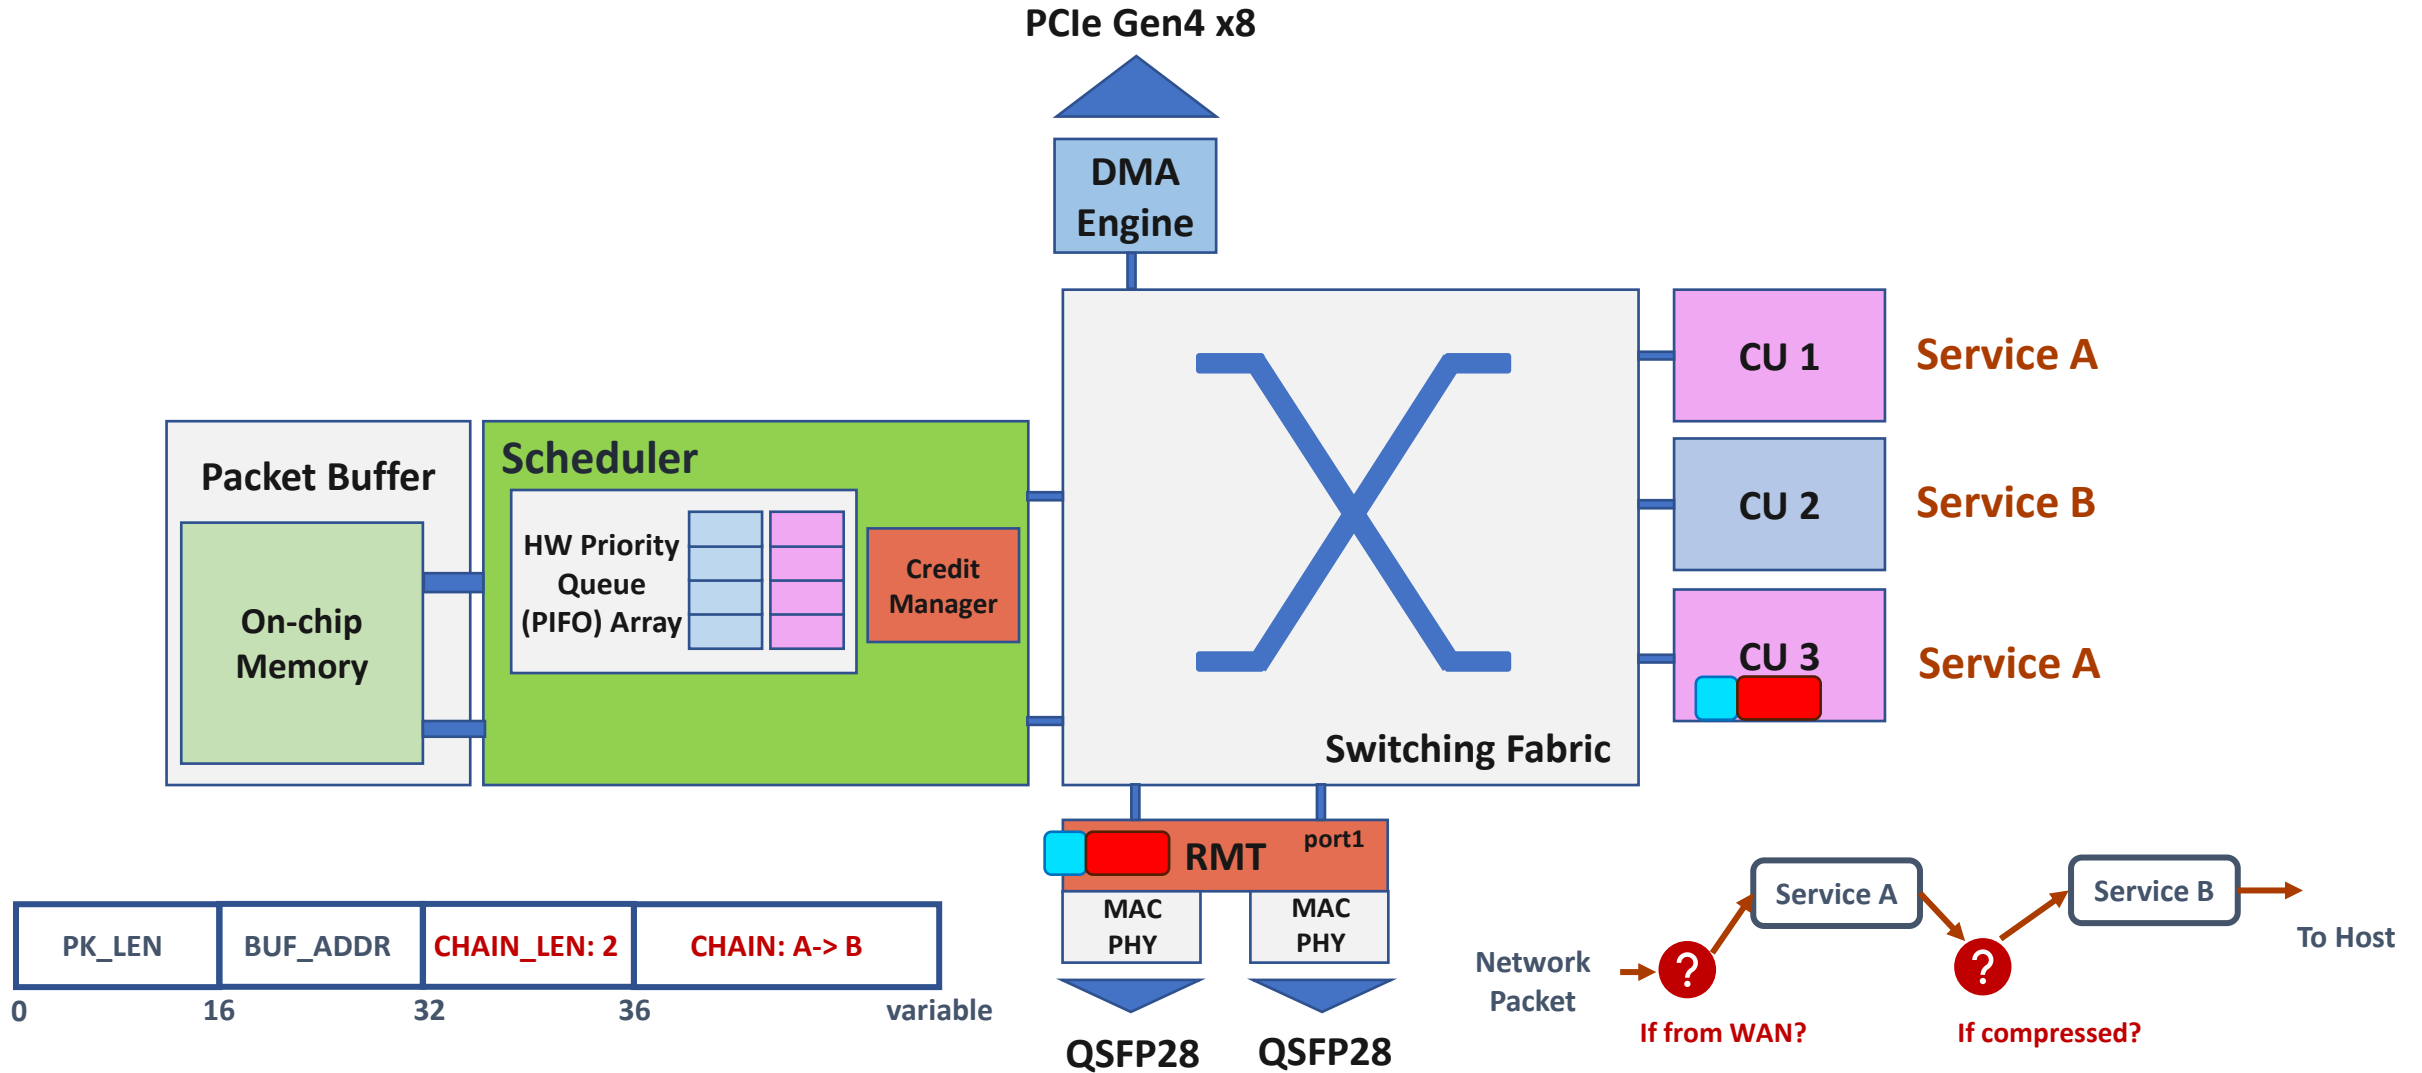 PCIe Gen4 x8
DMA
Engine
CU 1
Service A
Packet Buffer
Scheduler
CU 2
Service B
HW Priority
Queue
(PIFO) Array
Credit
Manager
On-chip
Memory
CU 3
Service A
Switching Fabric
RMT
port1
MAC
PHY
MAC
PHY
QSFP28
QSFP28
PK_LEN
BUF_ADDR
CHAIN_LEN: 2
CHAIN: A-> B
0
16
32
36
variable
Network
Packet
?
If from WAN?
Service A
?
If compressed?
Service B
To Host